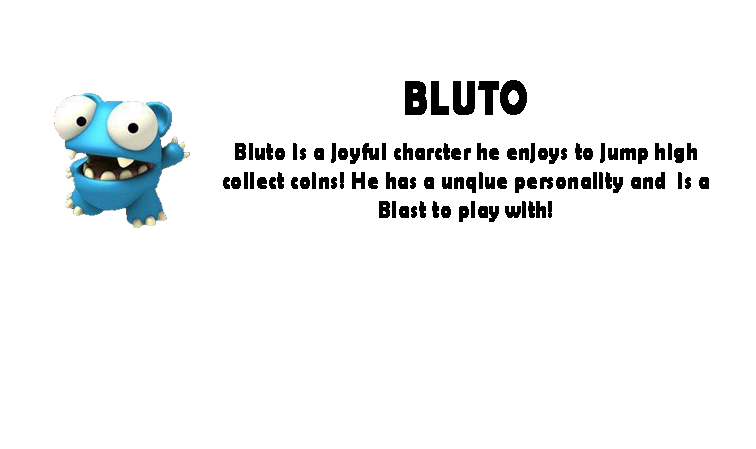 BLUTO
Bluto is a joyful charcter he enjoys to jump high
collect coins! He has a unqiue personality and is a
Blast to play with!